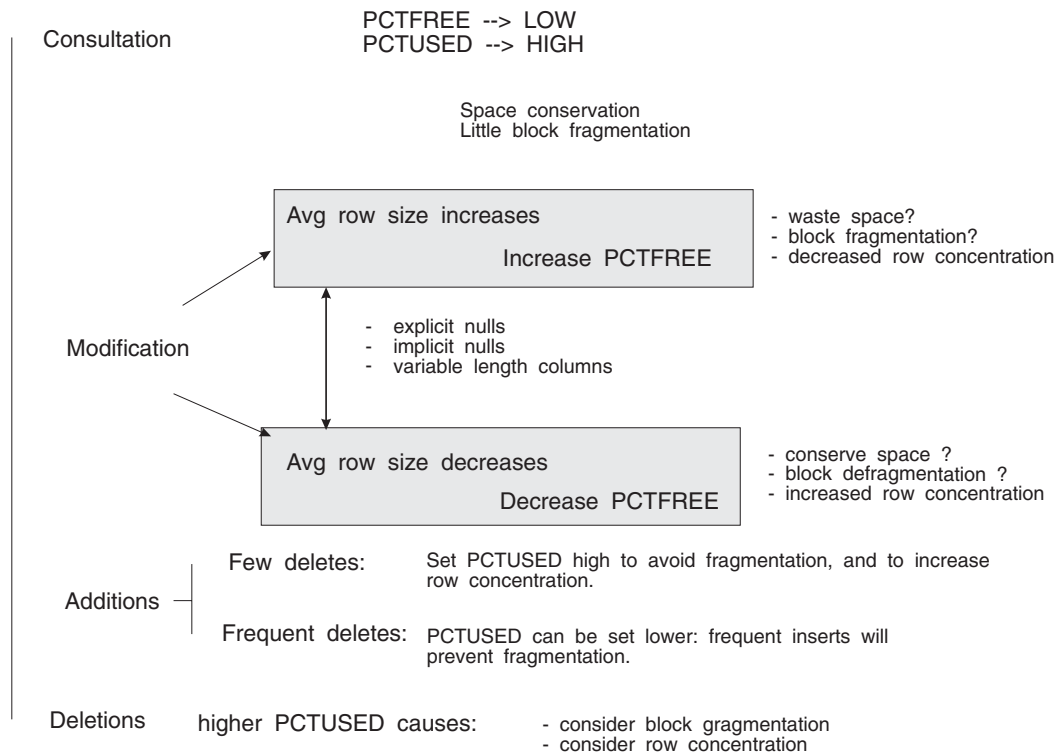 Consultation
PCTFREE --> LOW
PCTUSED --> HIGH
Space conservation
Little block fragmentation
Avg row size increases
Increase PCTFREE
- waste space?
- block fragmentation?
- decreased row concentration
Modification
- explicit nulls
- implicit nulls
- variable length columns
Avg row size decreases
Decrease PCTFREE
- conserve space ?
- block defragmentation ?
- increased row concentration
Additions
Few deletes:
Set PCTUSED high to avoid fragmentation, and to increase
row concentration.
Frequent deletes:
PCTUSED can be set lower: frequent inserts will
prevent fragmentation.
Deletions
higher PCTUSED causes:
- consider block gragmentation
- consider row concentration